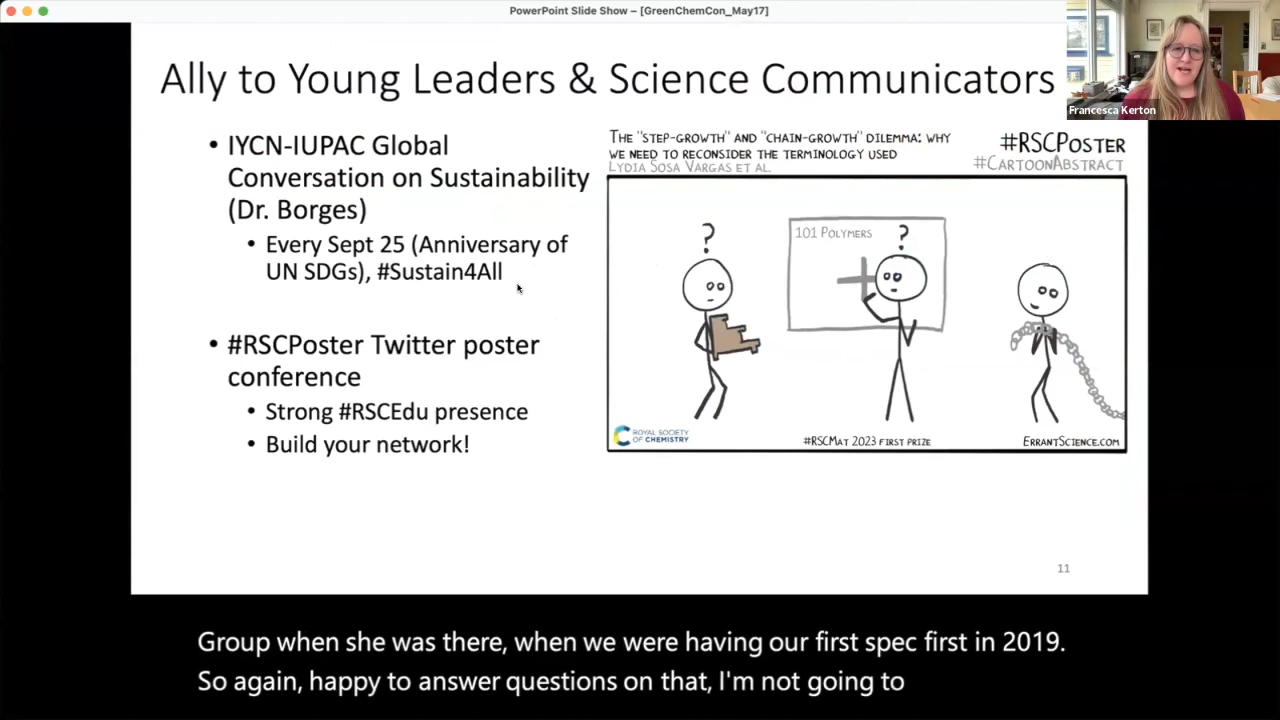 PowerPoint Slide Show – [GreenChemCon_May17]
Francesca Kerton
Ally to Young Leaders & Science Communicators
• IYCN-IUPAC Global
Conversation on Sustainability
(Dr. Borges)
• Every Sept 25 (Anniversary of
UN SDGs), #Sustain4All
• #RSCPoster Twitter poster
conference
• Strong #RSCEdu presence
• Build your network!
THE "STEP-GROWTH" AND "CHAIN-GROWTH" DILEMMA: WHY
WE NEED TO RECONSIDER THE TERMINOLOGY USED
LYDIA SOSA VARGAS ET AL.
#RSCPOSTER
#CARTOONABSTRACT
?
101 POLYMERS
?
ROYAL SOCIETY
OF CHEMISTRY
#RSCMAT 2023 FIRST PRIZE
ERRANTSCIENCE.COM
11
Group when she was there, when we were having our first spec first in 2019.
So again, happy to answer questions on that, I'm not going to